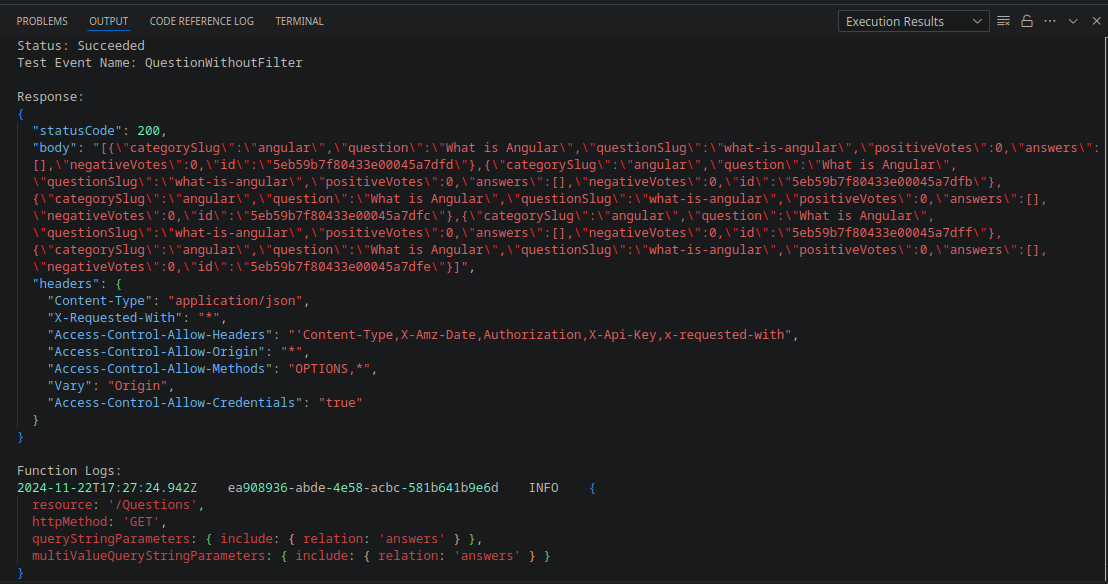 PROBLEMS OUTPUT CODE REFERENCE LOG TERMINAL Execution Results
Status: Succeeded
Test Event Name: QuestionWithoutFilter
Response:
{
"statusCode": 200,
"body": "[{\"categorySlug\":\"angular\",\"question\":\"What is Angular\",\"questionSlug\":\"what-is-angular\",\"positiveVotes\":0,\"answers\":
[],\"negativeVotes\":0,\"id\":\"5eb59b7f80433e00045a7dfd\"},{\"categorySlug\":\"angular\",\"question\":\"What is Angular\",
\"questionSlug\":\"what-is-angular\",\"positiveVotes\":0,\"answers\":[],\"negativeVotes\":0,\"id\":\"5eb59b7f80433e00045a7dfb\"},
{\"categorySlug\":\"angular\",\"question\":\"What is Angular\",\"questionSlug\":\"what-is-angular\",\"positiveVotes\":0,\"answers\":[],
\"negativeVotes\":0,\"id\":\"5eb59b7f80433e00045a7dfc\"},{\"categorySlug\":\"angular\",\"question\":\"What is Angular\",
\"questionSlug\":\"what-is-angular\",\"positiveVotes\":0,\"answers\":[],\"negativeVotes\":0,\"id\":\"5eb59b7f80433e00045a7dff\"},
{\"categorySlug\":\"angular\",\"question\":\"What is Angular\",\"questionSlug\":\"what-is-angular\",\"positiveVotes\":0,\"answers\":[],
\"negativeVotes\":0,\"id\":\"5eb59b7f80433e00045a7dfe\"}]",
"headers": {
"Content-Type": "application/json",
"X-Requested-With": "*",
"Access-Control-Allow-Headers": "'Content-Type,X-Amz-Date,Authorization,X-Api-Key,x-requested-with",
"Access-Control-Allow-Origin": "*",
"Access-Control-Allow-Methods": "OPTIONS,*",
"Vary": "Origin",
"Access-Control-Allow-Credentials": "true"
}
}
Function Logs:
2024-11-22T17:27:24.942Z ea908936-abde-4e58-acbc-581b641b9e6d INFO {
resource: '/Questions',
httpMethod: 'GET',
queryStringParameters: { include: { relation: 'answers' } },
multiValueQueryStringParameters: { include: { relation: 'answers' } }
}